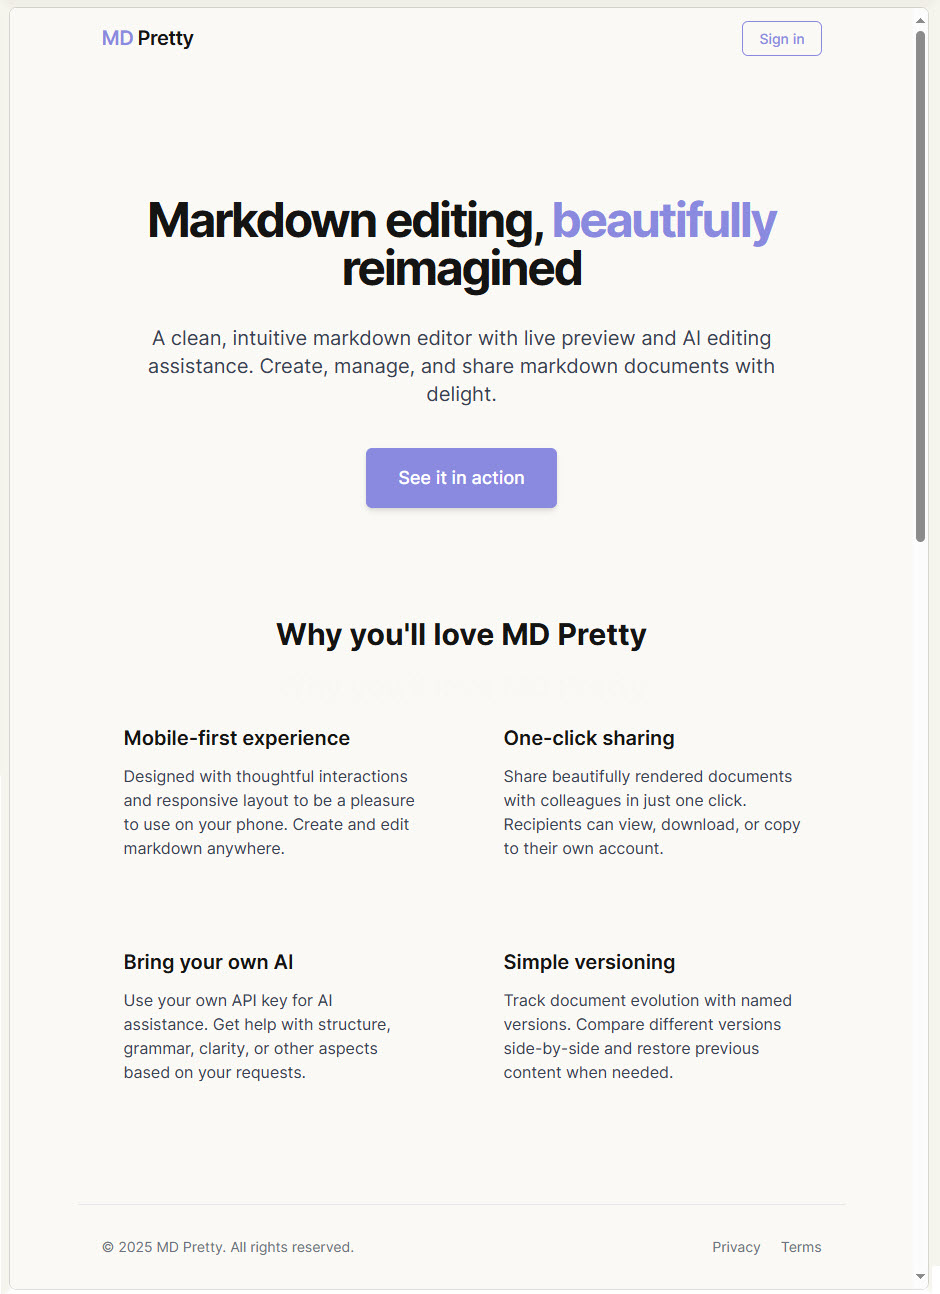 MD Pretty
Sign in
Markdown editing, beautifully
reimagined
A clean, intuitive markdown editor with live preview and AI editing
assistance. Create, manage, and share markdown documents with
delight.
See it in action
Why you'll love MD Pretty
Mobile-first experience
Designed with thoughtful interactions
and responsive layout to be a pleasure
to use on your phone. Create and edit
markdown anywhere.
One-click sharing
Share beautifully rendered documents
with colleagues in just one click.
Recipients can view, download, or copy
to their own account.
Bring your own AI
Use your own API key for AI
assistance. Get help with structure,
grammar, clarity, or other aspects
based on your requests.
Simple versioning
Track document evolution with named
versions. Compare different versions
side-by-side and restore previous
content when needed.
© 2025 MD Pretty. All rights reserved.
Privacy
Terms